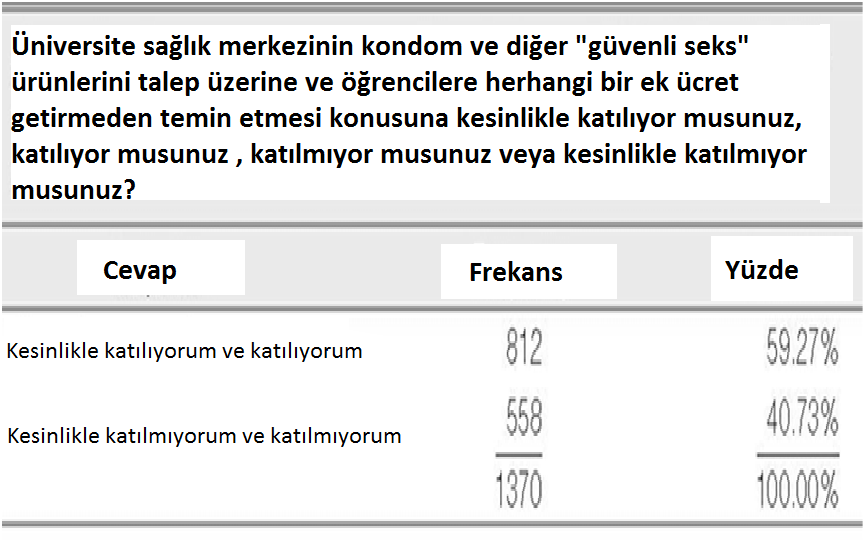 Üniversite sağlık merkezinin kondom ve diğer "güvenli seks"
ürünlerini talep üzerine ve öğrencilere herhangi bir ek ücret
getirmeden temin etmesi konusuna kesinlikle katılıyor musunuz,
katılıyor musunuz , katılmıyor musunuz veya kesinlikle katılmıyor
musunuz?
Cevap Frekans Yüzde
Kesinlikle katılıyorum ve katılıyorum 812 59.27%
Kesinlikle katılmıyorum ve katılmıyorum 558 40.73%
1370 100.00%